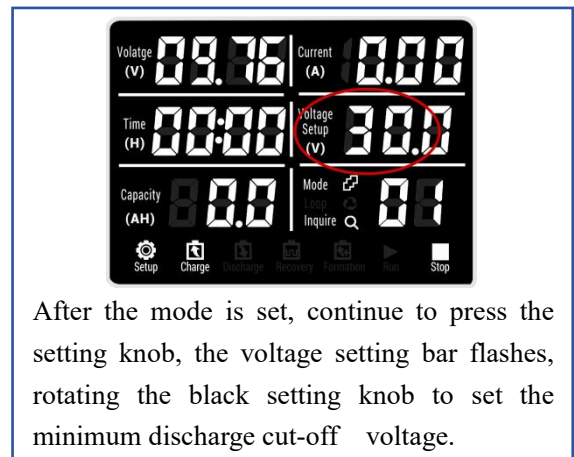 Volatge
(V)
09.76
Current
(A)
0.00
Time
(H)
00:00
Voltage
Setup
(V)
30.0
Capacity
(AH)
0.0
Mode
Loop
Inquire
01
Setup
Charge
Discharge
Recovery
Formation
Run
Stop
After the mode is set, continue to press the
setting knob, the voltage setting bar flashes,
rotating the black setting knob to set the
minimum discharge cut-off voltage.